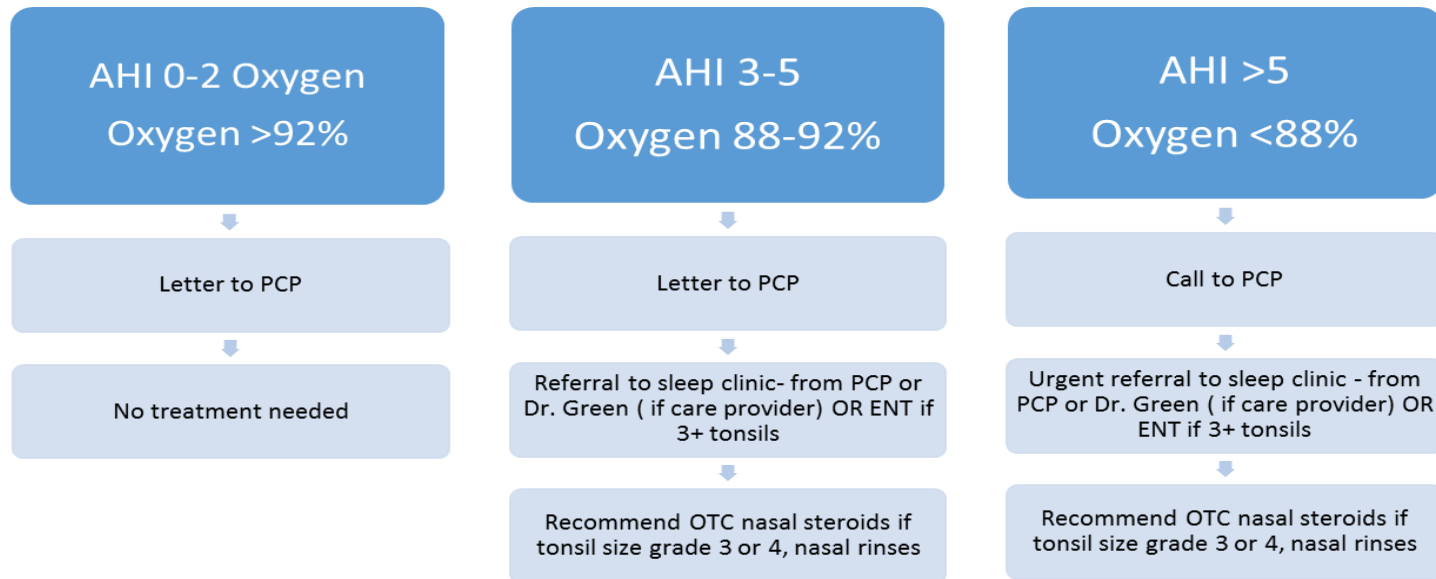 AHI 0-2 Oxygen
Oxygen >92%
Letter to PCP
No treatment needed
AHI 3-5
Oxygen 88-92%
Letter to PCP
Referral to sleep clinic- from PCP or
Dr. Green ( if care provider) OR ENT if
3+ tonsils
Recommend OTC nasal steroids if
tonsil size grade 3 or 4, nasal rinses
AHI >5
Oxygen <88%
Call to PCP
Urgent referral to sleep clinic - from
PCP or Dr. Green ( if care provider) OR
ENT if 3+ tonsils
Recommend OTC nasal steroids if
tonsil size grade 3 or 4, nasal rinses